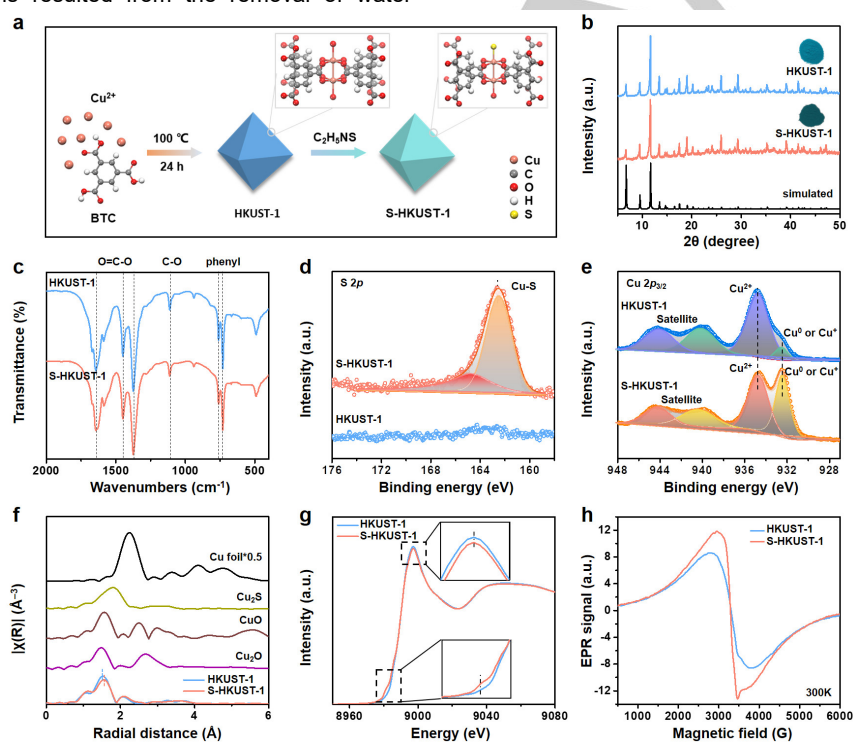 is resulted from the removal of water
a
Cu²⁺
BTC
100 ℃
24 h
HKUST-1
C₂H₅NS
S-HKUST-1
Cu
C
O
H
S
b
Intensity (a.u.)
HKUST-1
S-HKUST-1
simulated
10 20 30 40 50
2θ (degree)
c
Transmittance (%)
O=C-O C-O phenyl
HKUST-1
S-HKUST-1
2000 1500 1000 500
Wavenumbers (cm⁻¹)
d
Intensity (a.u.)
S 2p
Cu-S
S-HKUST-1
HKUST-1
176 172 168 164 160
Binding energy (eV)
e
Intensity (a.u.)
Cu 2p₃/₂
HKUST-1
Satellite
Cu²⁺
Cu⁰ or Cu⁺
S-HKUST-1
Satellite
Cu²⁺
Cu⁰ or Cu⁺
948 944 940 936 932 928
Binding energy (eV)
f
|χ(R)| (Å⁻³)
Cu foil*0.5
Cu₂S
CuO
Cu₂O
HKUST-1
S-HKUST-1
0 2 4 6
Radial distance (Å)
g
Intensity (a.u.)
HKUST-1
S-HKUST-1
8960 9000 9040 9080
Energy (eV)
h
EPR signal (a.u.)
12
8
4
0
-4
-8
-12
HKUST-1
S-HKUST-1
300K
1000 2000 3000 4000 5000 6000
Magnetic field (G)